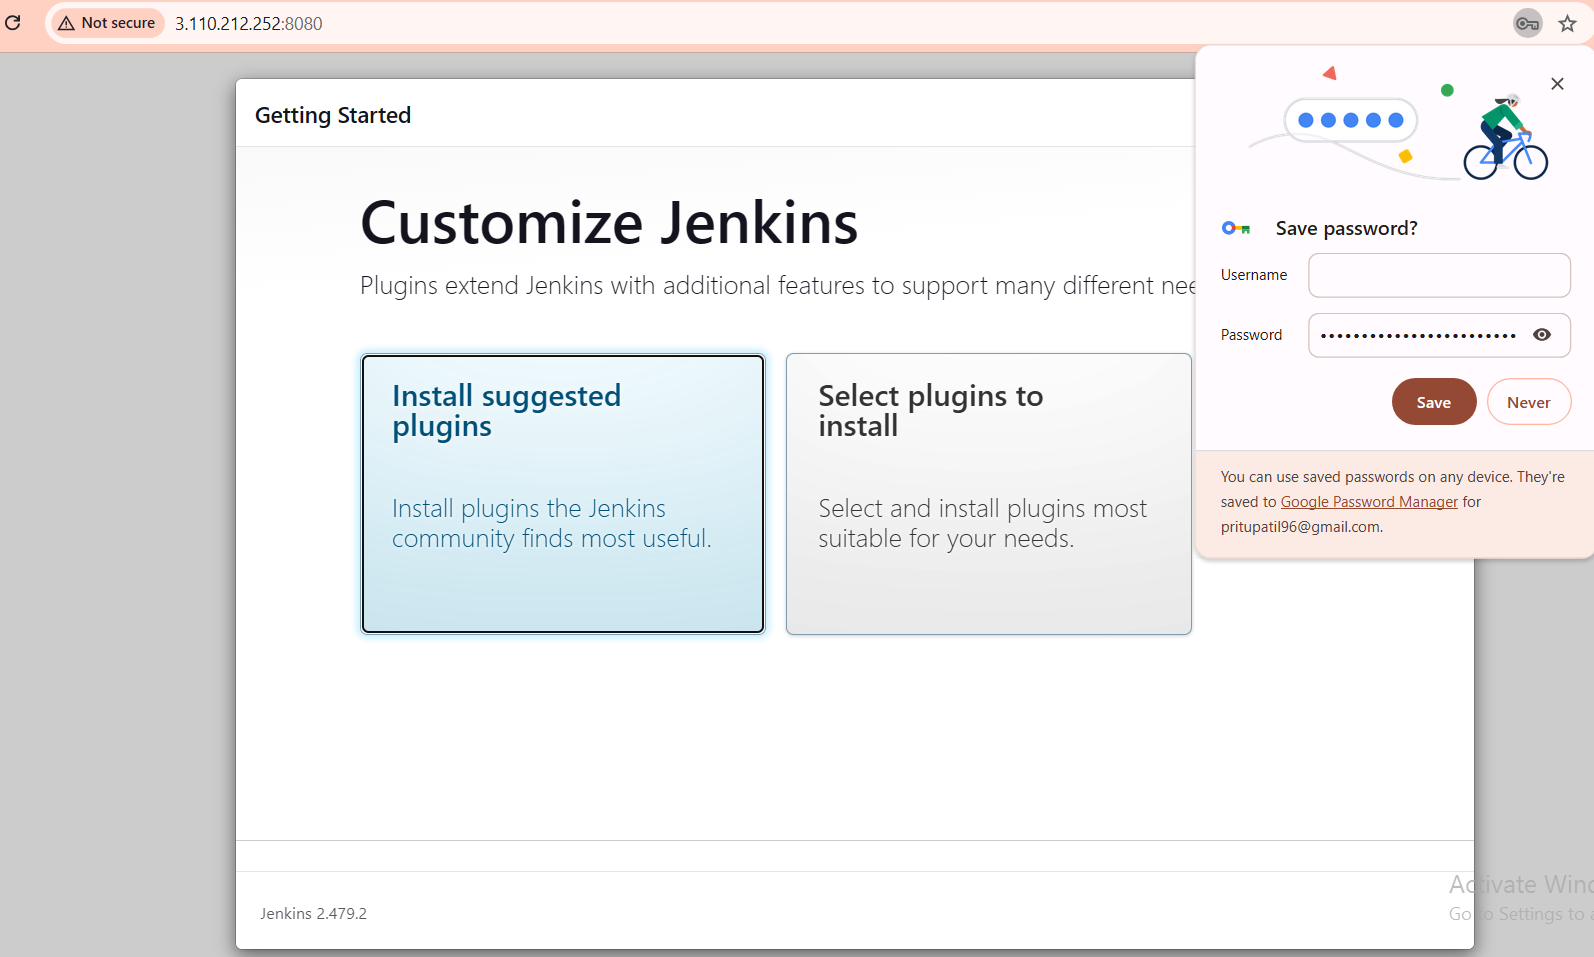 Not secure
3.110.212.252:8080
Getting Started
Customize Jenkins
Plugins extend Jenkins with additional features to support many different
Install suggested
plugins
Install plugins the Jenkins
community finds most useful.
Select plugins to
install
Select and install plugins most
suitable for your needs.
Jenkins 2.479.2
Save password?
Username
Password
Save
Never
You can use saved passwords on any device. They're
saved to Google Password Manager for
pritupatil96@gmail.com.
Activate
Go to Settings to